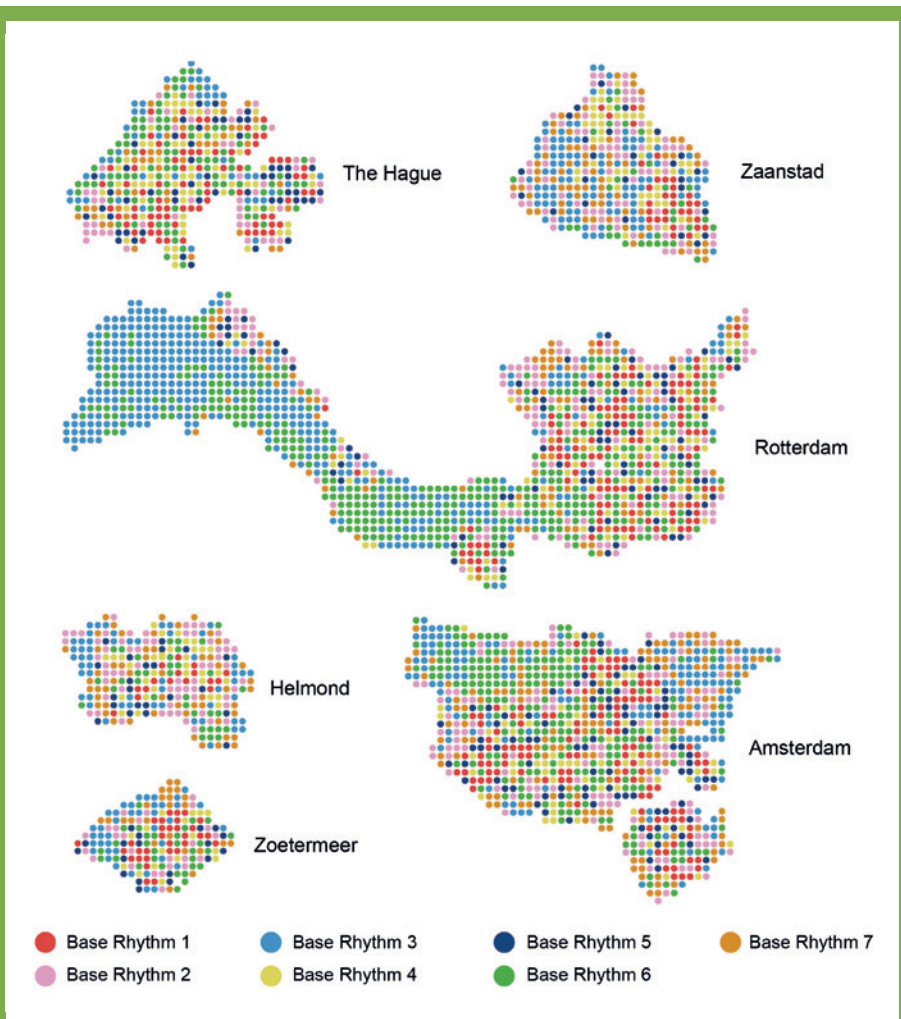 The Hague
Zaanstad
Rotterdam
Helmond
Amsterdam
Zoetermeer
Base Rhythm 1
Base Rhythm 3
Base Rhythm 5
Base Rhythm 7
Base Rhythm 2
Base Rhythm 4
Base Rhythm 6